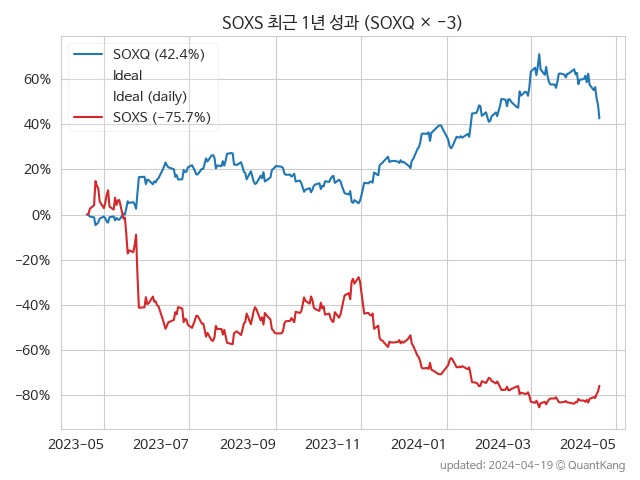 SOXS 최근 1년 성과 (SOXQ × −3)
SOXQ (42.4%)
Ideal
Ideal (daily)
SOXS (−75.7%)
60%
40%
20%
0%
−20%
−40%
−60%
−80%
2023-05 2023-07 2023-09 2023-11 2024-01 2024-03 2024-05
updated: 2024-04-19 © QuantKang